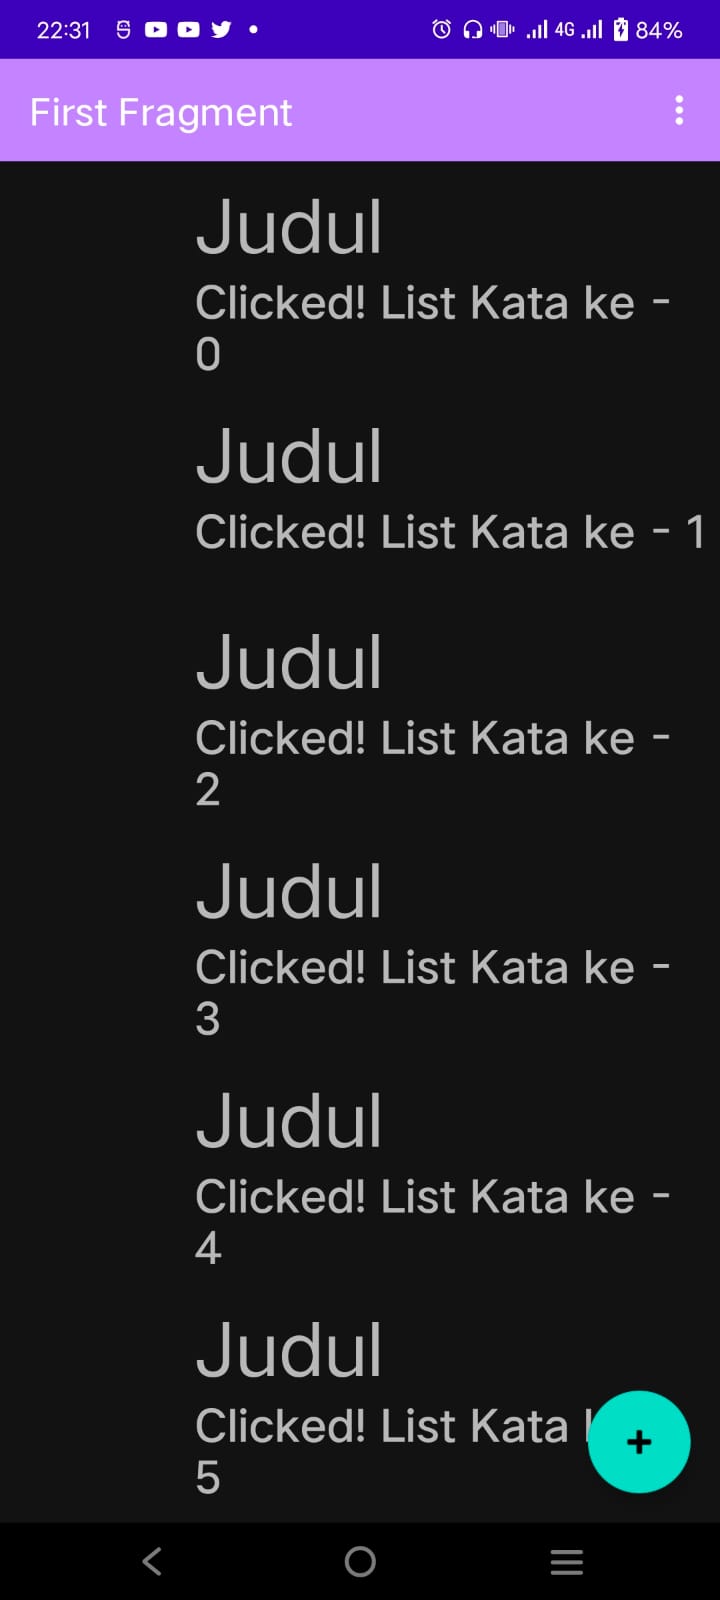 22:31 4G 84%
First Fragment
Judul
Clicked! List Kata ke -
0
Judul
Clicked! List Kata ke - 1
Judul
Clicked! List Kata ke -
2
Judul
Clicked! List Kata ke -
3
Judul
Clicked! List Kata ke -
4
Judul
Clicked! List Kata
5
+